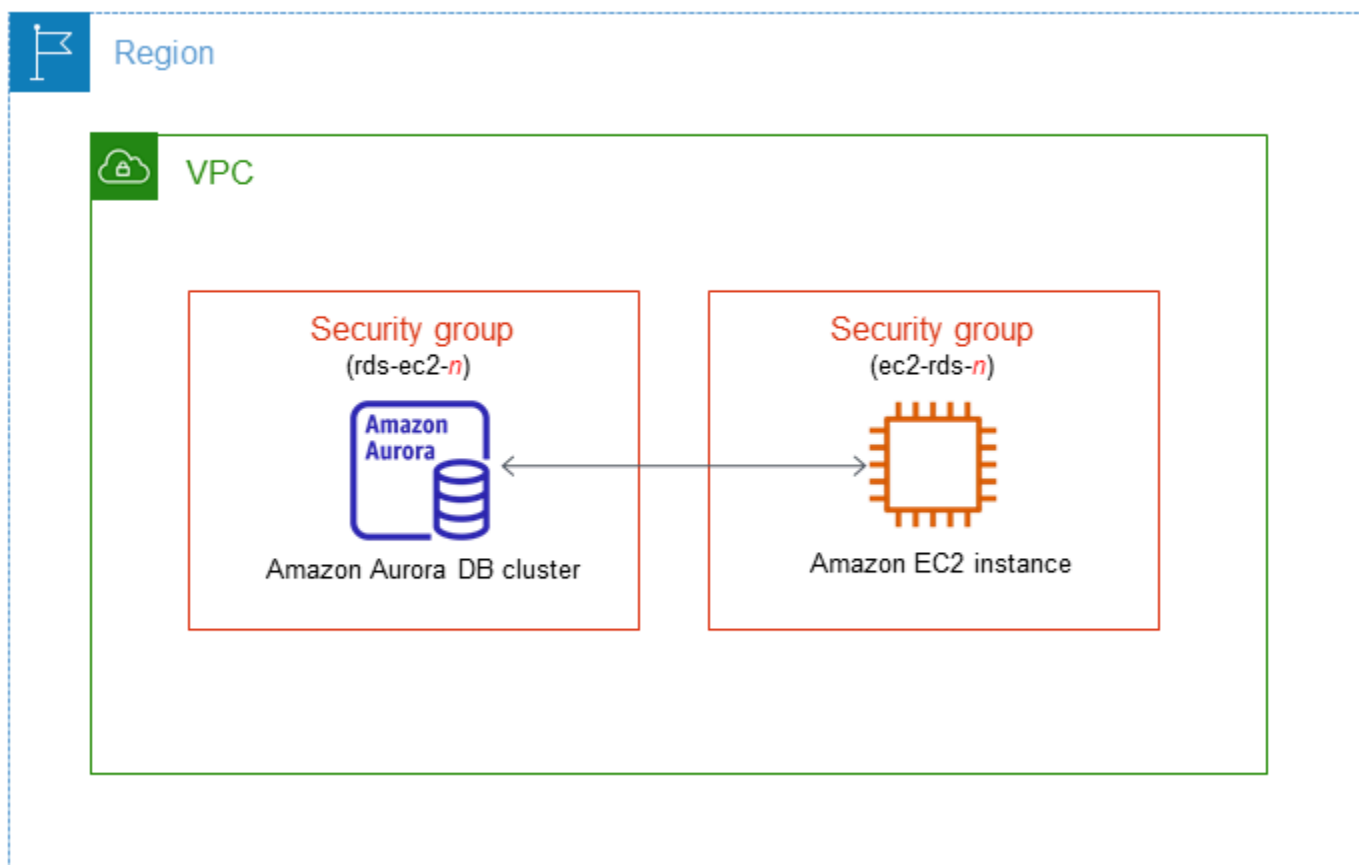 Region
VPC
Security group
(rds-ec2-n)
Amazon
Aurora
Amazon Aurora DB cluster
Security group
(ec2-rds-n)
Amazon EC2 instance